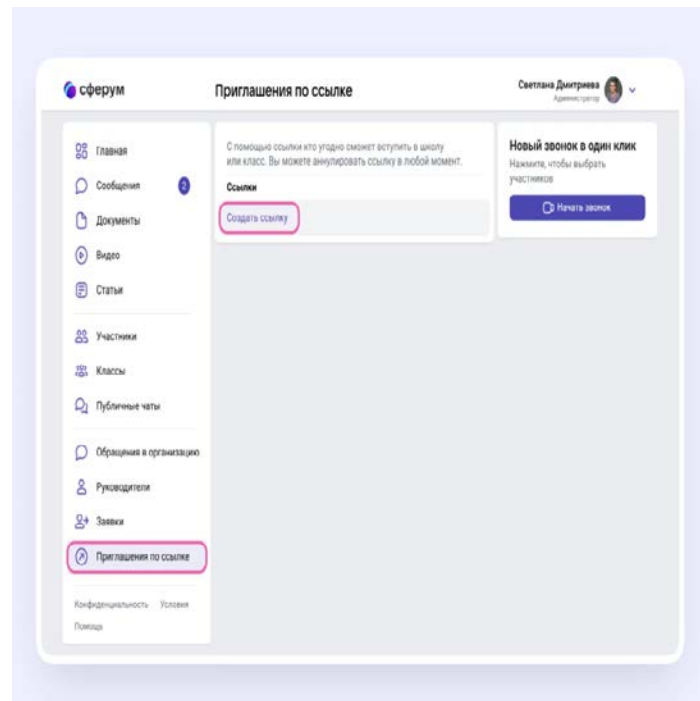 сферум
Приглашения по ссылке
Светлана Дмитриева
Администратор
Главная
Сообщения 2
Документы
Видео
Статьи
Участники
Классы
Публичные чаты
Обращения в организацию
Руководители
Заявки
Приглашения по ссылке
Конфиденциальность Условия
Помощь
С помощью ссылки кто угодно сможет вступить в школу
или класс. Вы можете аннулировать ссылку в любой момент.
Ссылки
Создать ссылку
Новый звонок в один клик
Нажмите, чтобы выбрать
участников
Начать звонок